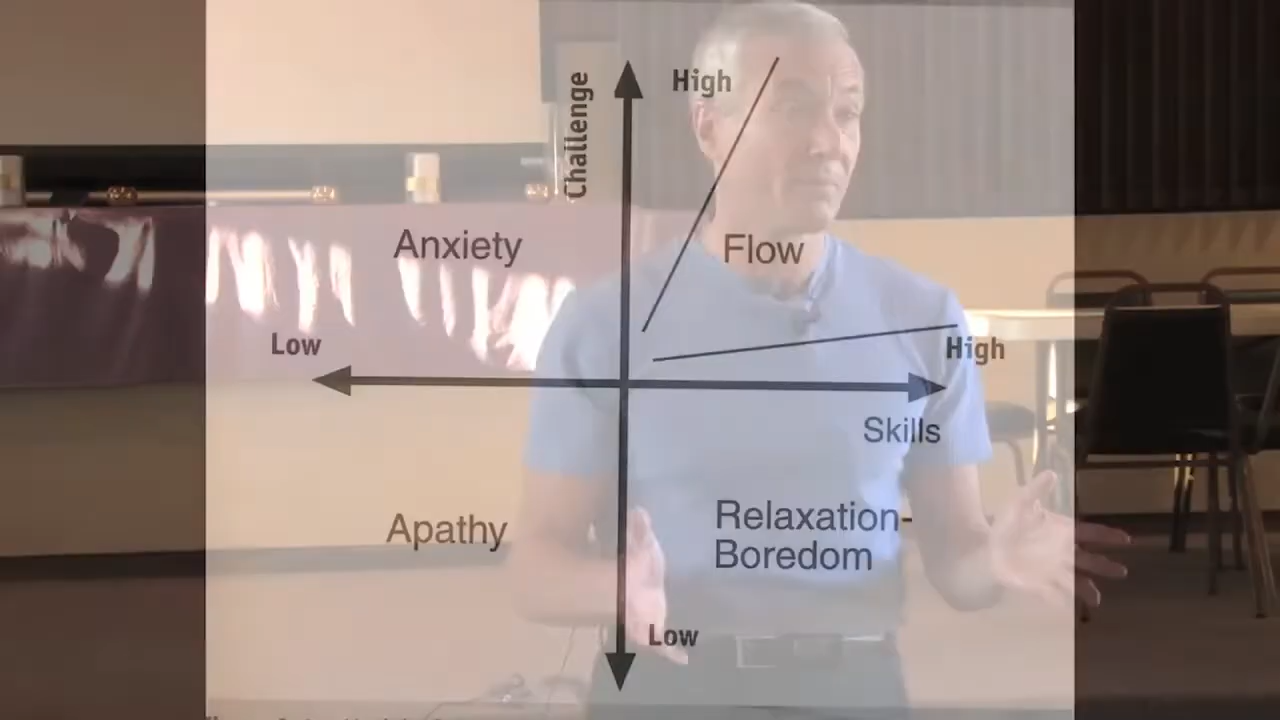 High
Challenge
Anxiety
Flow
Low
High
Skills
Apathy
Relaxation-
Boredom
Low